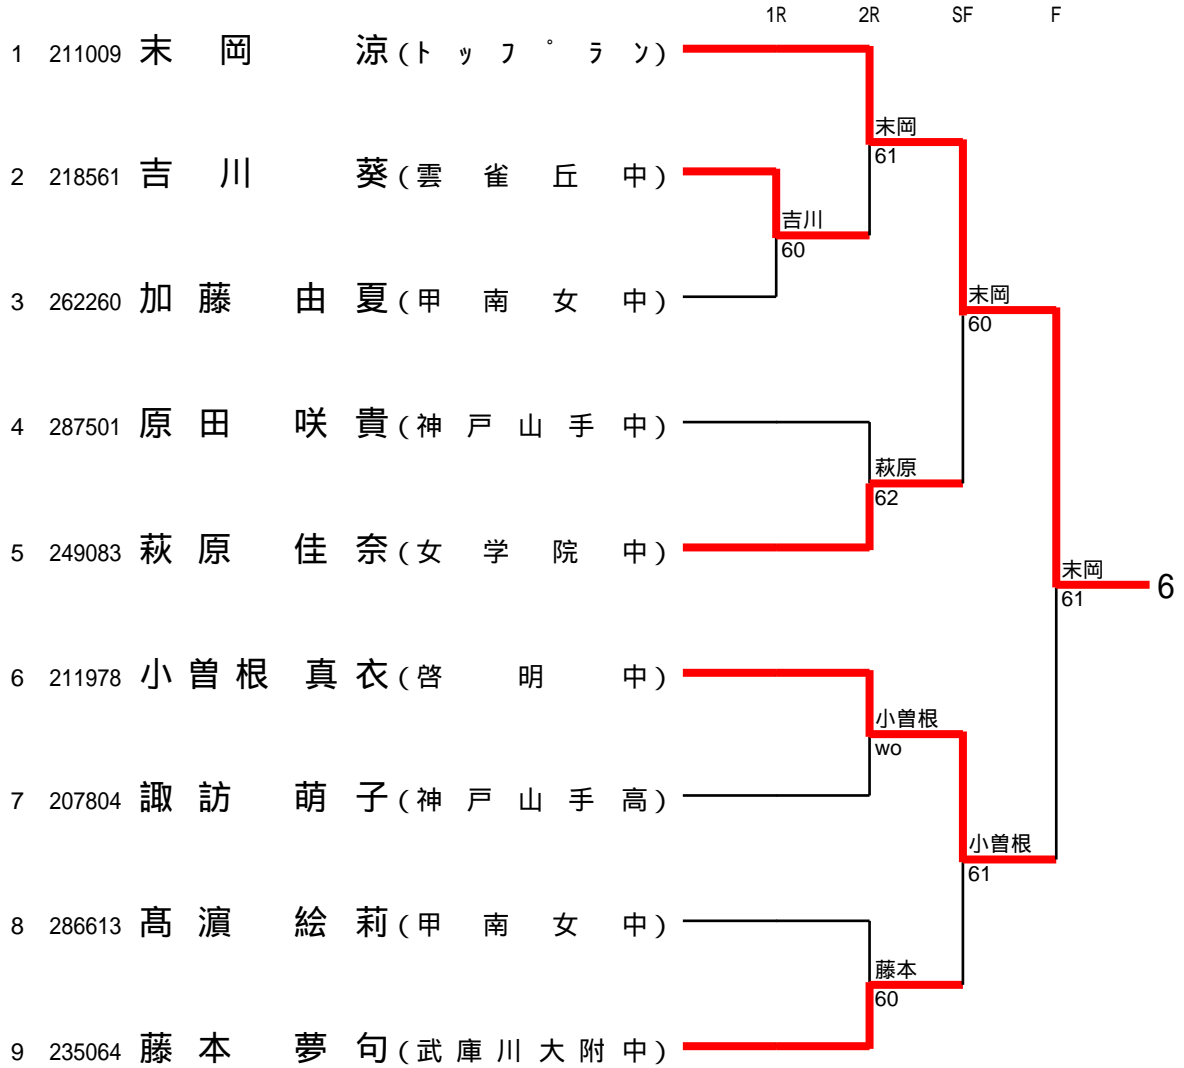 1R 2R SF F
1 211009 末岡 涼(トップラン)
末岡
61
2 218561 吉川 葵(雲雀丘中)
吉川
60
3 262260 加藤 由夏(甲南女中)
末岡
60
4 287501 原田 咲貴(神戸山手中)
萩原
62
5 249083 萩原 佳奈(女学院中)
末岡
61
6
6 211978 小曽根 真衣(啓明中)
小曽根
wo
7 207804 諏訪 萌子(神戸山手高)
小曽根
61
8 286613 髙濵 絵莉(甲南女中)
藤本
60
9 235064 藤本 夢句(武庫川大附中)